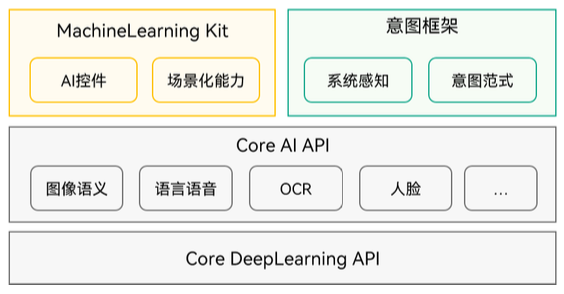 MachineLearning Kit
AI控件
场景化能力
意图框架
系统感知
意图范式
Core AI API
图像语义
语言语音
OCR
人脸
...
Core DeepLearning API